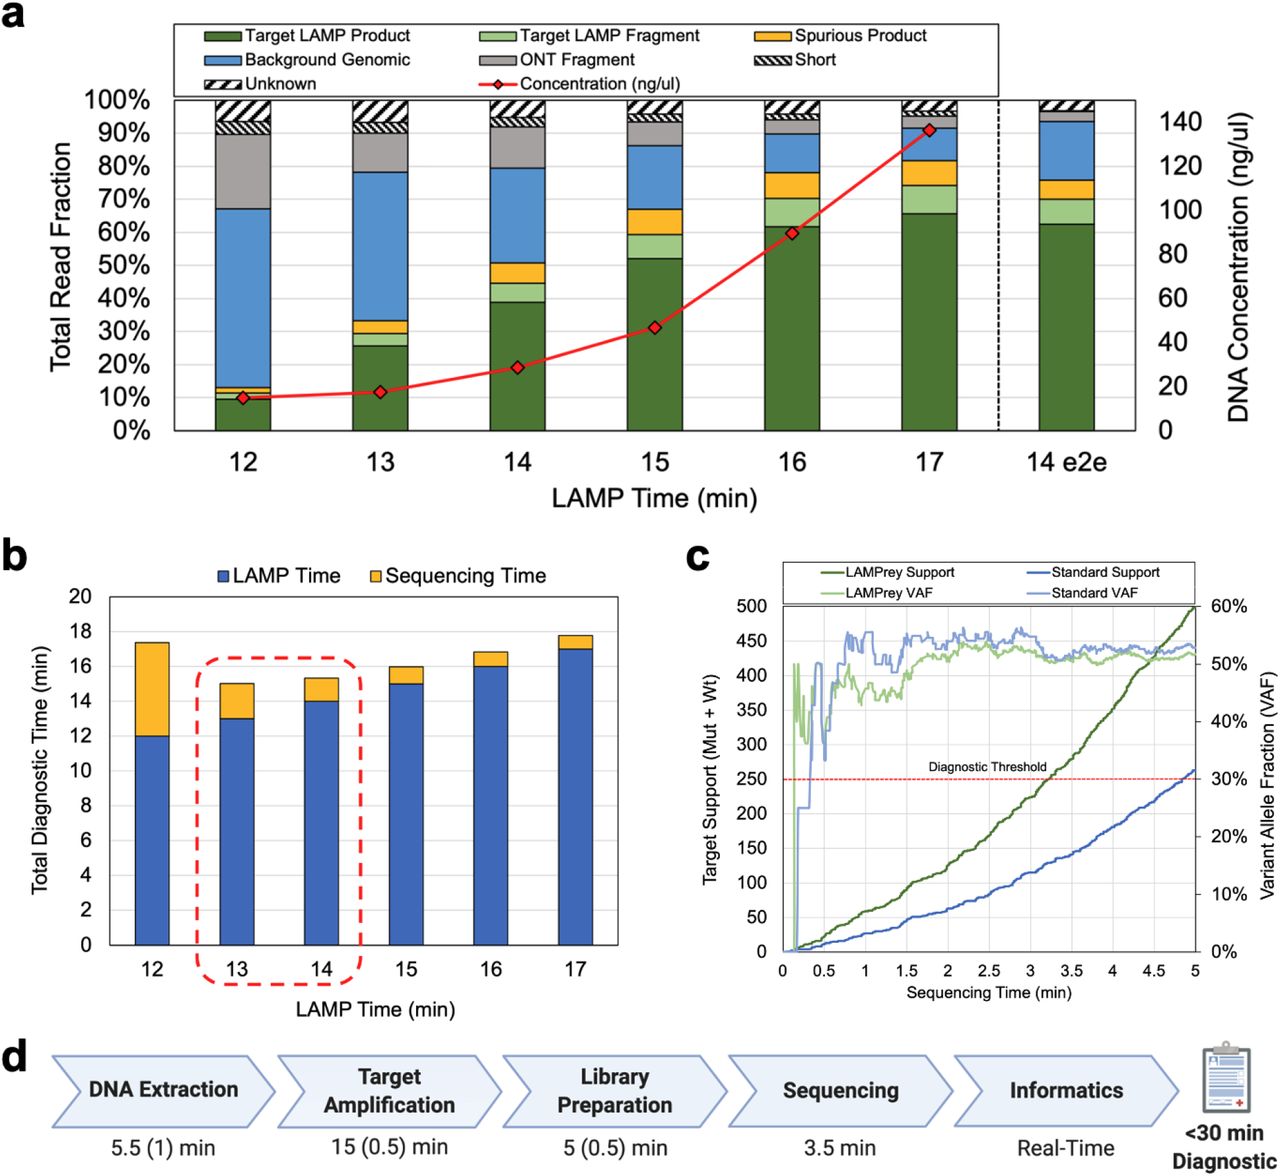 a
Target LAMP Product
Target LAMP Fragment
Spurious Product
Background Genomic
ONT Fragment
Short
Unknown
Concentration (ng/ul)
Total Read Fraction
100%
90%
80%
70%
60%
50%
40%
30%
20%
10%
0%
140
120
100
80
60
40
20
0
DNA Concentration (ng/ul)
12 13 14 15 16 17 14 e2e
LAMP Time (min)
b
LAMP Time
Sequencing Time
Total Diagnostic Time (min)
20
18
16
14
12
10
8
6
4
2
0
12 13 14 15 16 17
LAMP Time (min)
c
LAMPrey Support
Standard Support
LAMPrey VAF
Standard VAF
Target Support (Mut + Wt)
500
450
400
350
300
250
200
150
100
50
0
Diagnostic Threshold
60%
50%
40%
30%
20%
10%
0%
Variant Allele Fraction (VAF)
0 0.5 1 1.5 2 2.5 3 3.5 4 4.5 5
Sequencing Time (min)
d
DNA Extraction
5.5 (1) min
Target
Amplification
15 (0.5) min
Library
Preparation
5 (0.5) min
Sequencing
3.5 min
Informatics
Real-Time
<30 min
Diagnostic